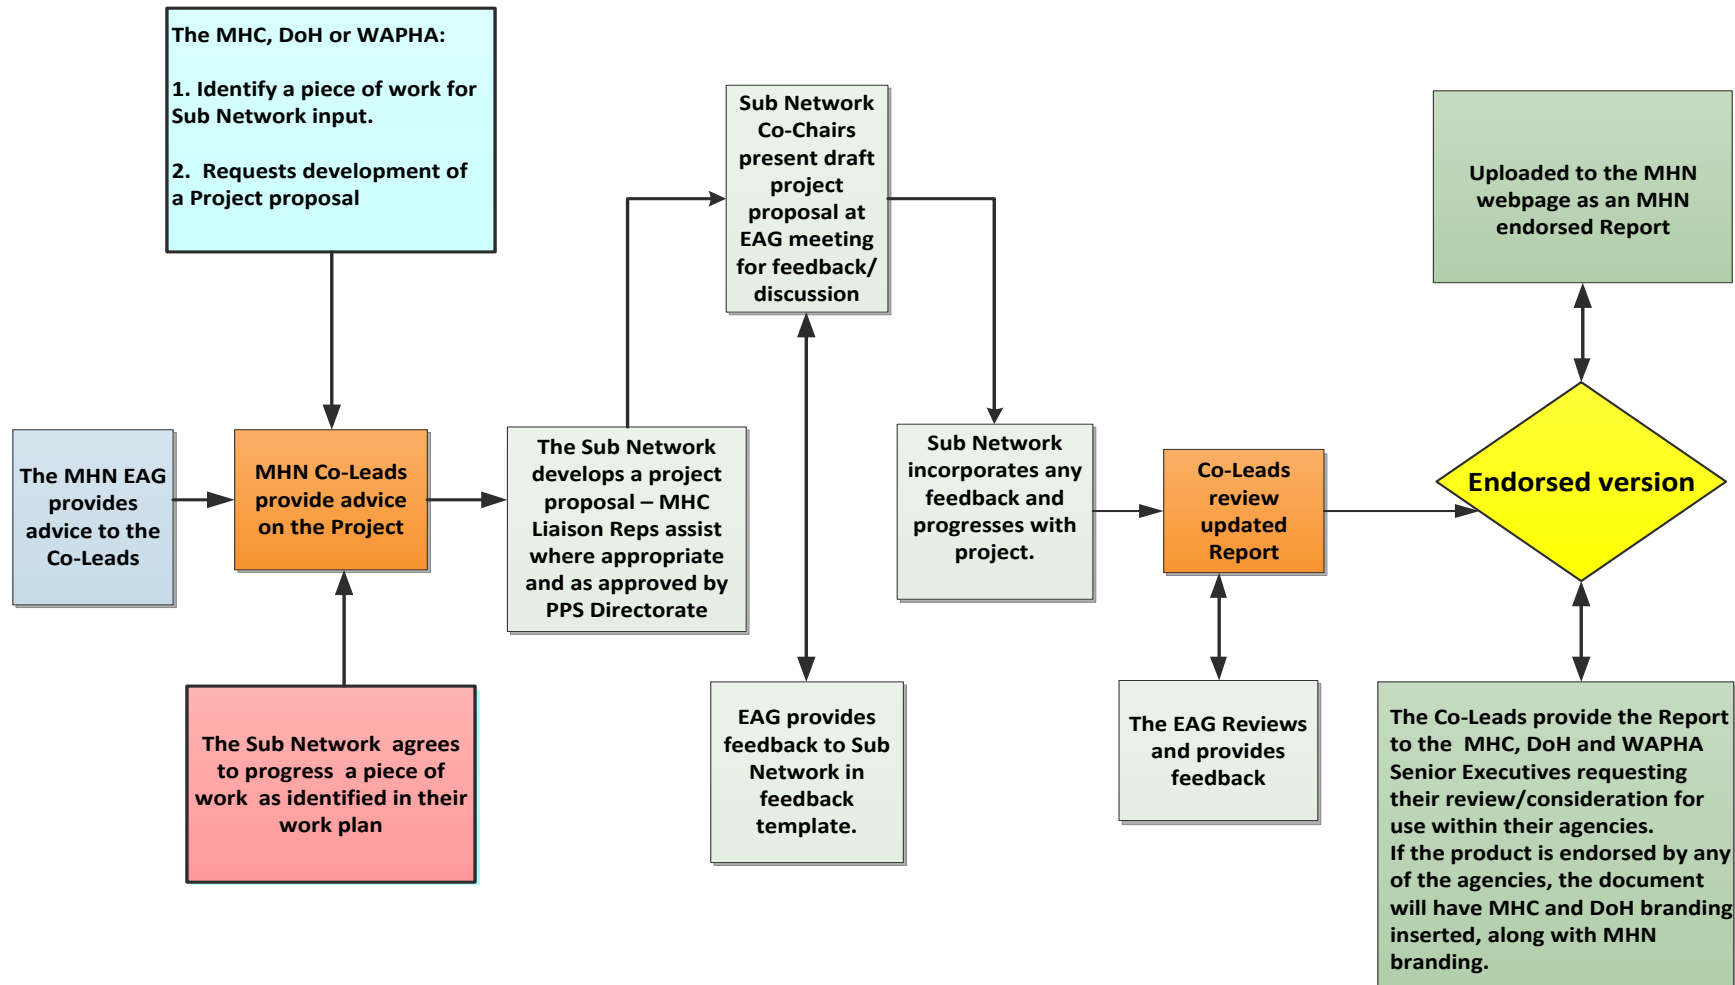 The MHC, DoH or WAPHA:
1. Identify a piece of work for
Sub Network input.
2.  Requests development of
a Project proposal
Sub Network
Co-Chairs
present draft
project
proposal at
EAG meeting
for feedback/
discussion
Uploaded to the MHN
webpage as an MHN
endorsed Report
The MHN EAG
provides
advice to the
Co-Leads
MHN Co-Leads
provide advice
on the Project
The Sub Network
develops a project
proposal – MHC
Liaison Reps assist
where appropriate
and as approved by
PPS Directorate
Sub Network
incorporates any
feedback and
progresses with
project.
Co-Leads
review
updated
Report
Endorsed version
The Sub Network  agrees
to progress  a piece of
work  as identified in their
work plan
EAG provides
feedback to Sub
Network in
feedback
template.
The EAG Reviews
and provides
feedback
The Co-Leads provide the Report
to the  MHC, DoH and WAPHA
Senior Executives requesting
their review/consideration for
use within their agencies.
If the product is endorsed by any
of the agencies, the document
will have MHC and DoH branding
inserted, along with MHN
branding.